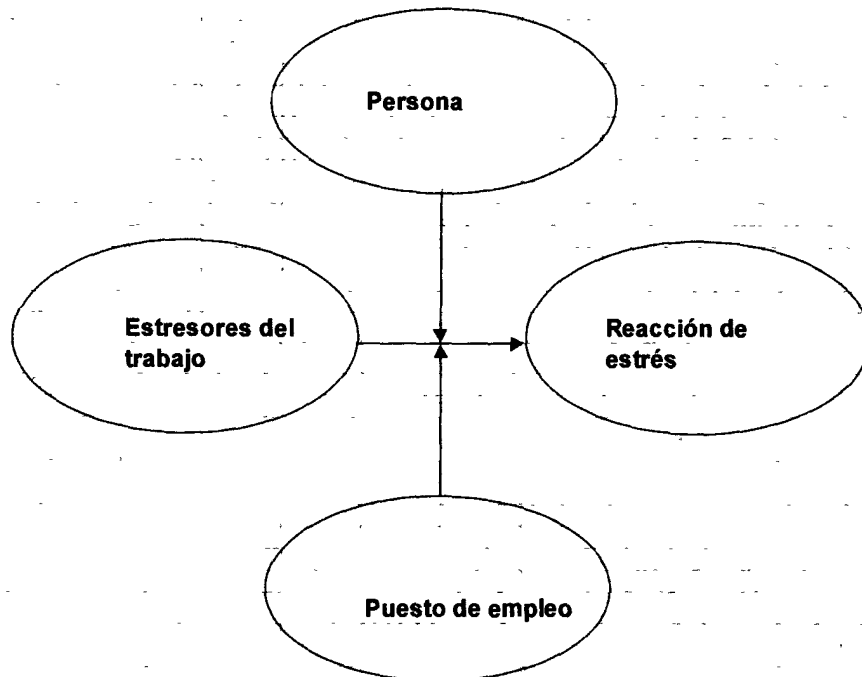 Persona
Estresores del
trabajo
Reacción de
estrés
Puesto de empleo